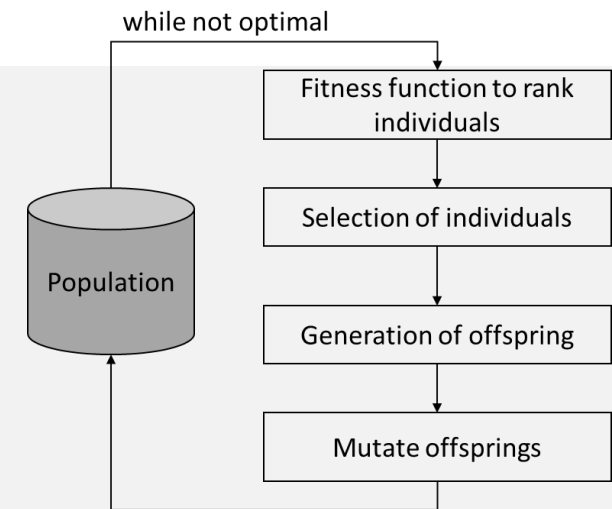 while not optimal
Fitness function to rank
individuals
Selection of individuals
Population
Generation of offspring
Mutate offsprings